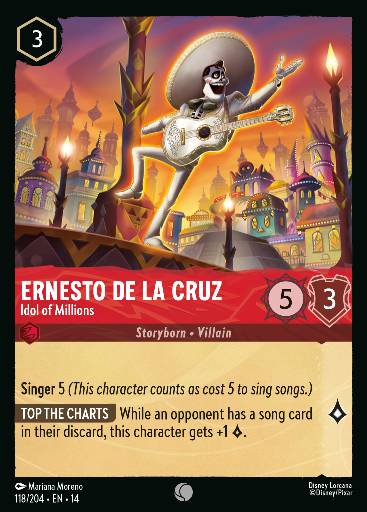 3
ERNESTO DE LA CRUZ
Idol of Millions
5
3
Storyborn • Villain
Singer 5 (This character counts as cost 5 to sing songs.)
TOP THE CHARTS While an opponent has a song card
in their discard, this character gets +1 .
Mariana Moreno
118/204 • EN • 14
Disney Lorcana
©Disney/Pixar